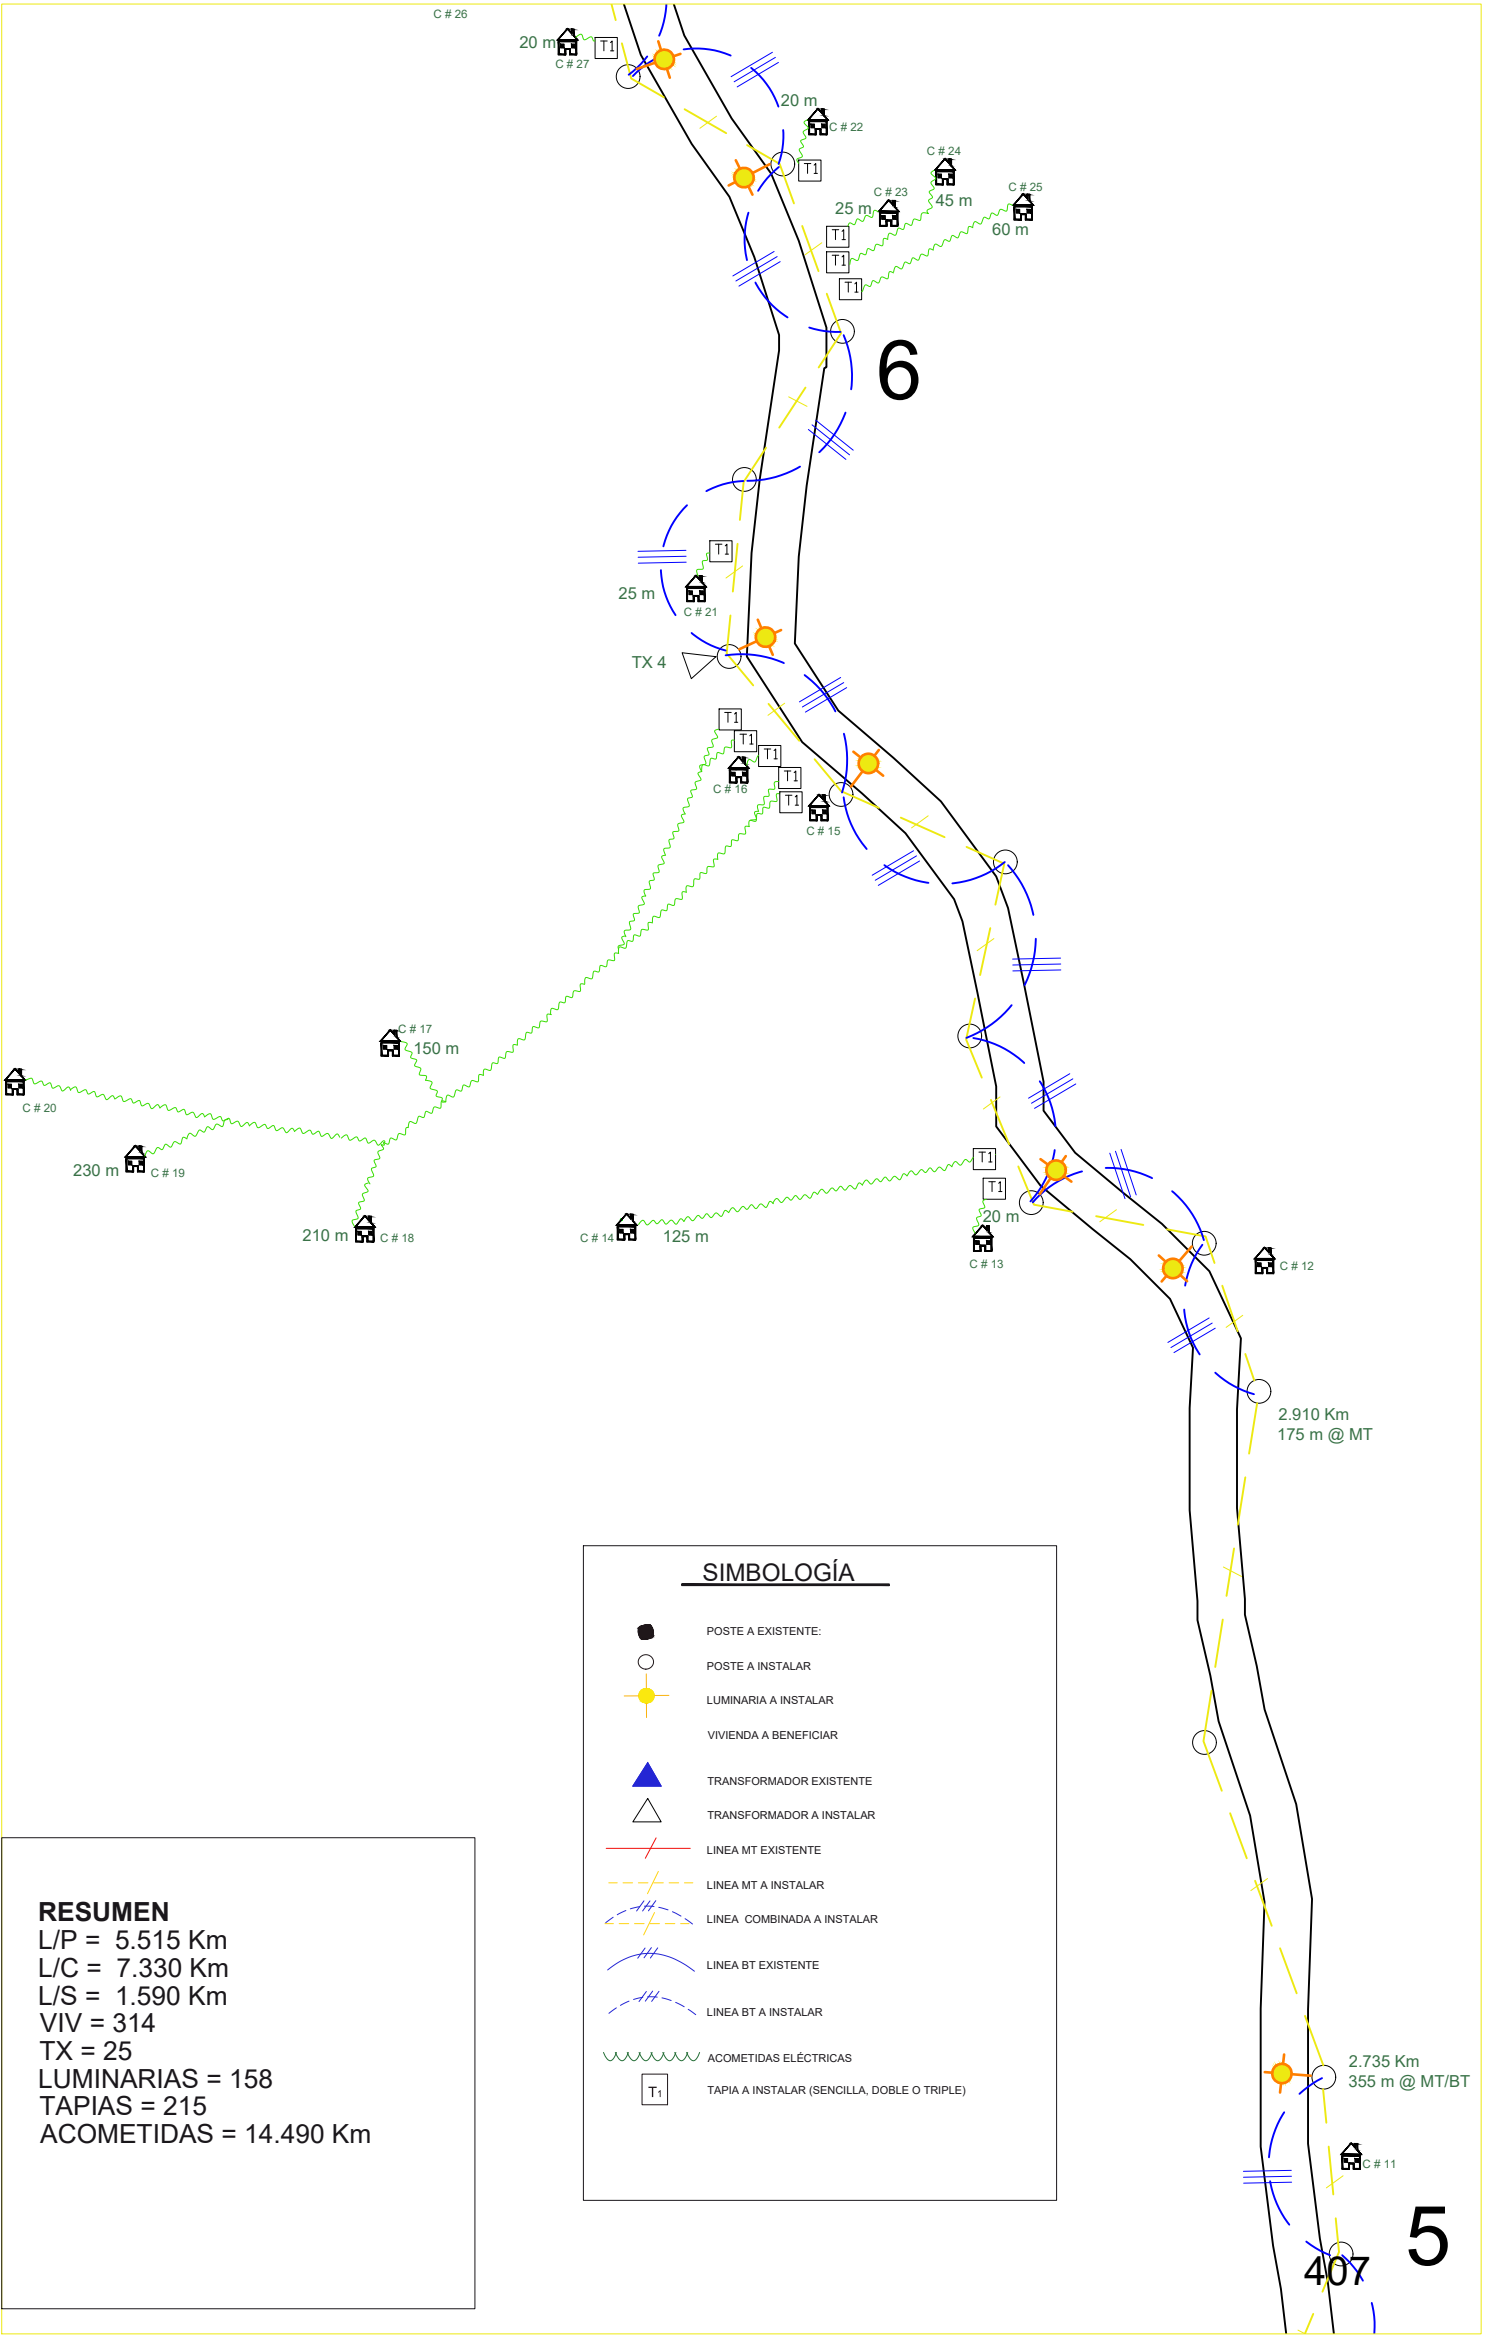 C # 26
20 m
T1
C # 27
20 m
C # 22
T1
C # 24
C # 23
C # 25
45 m
25 m
60 m
T1
T1
T1
6
T1
25 m
C # 21
TX 4
T1
T1
T1
T1
T1
C # 16
C # 15
C # 17
150 m
C # 20
230 m
C # 19
210 m
C # 18
T1
T1
20 m
C # 14
125 m
C # 13
C # 12
2.910 Km
175 m @ MT
SIMBOLOGÍA
POSTE A EXISTENTE:
POSTE A INSTALAR
LUMINARIA A INSTALAR
VIVIENDA A BENEFICIAR
TRANSFORMADOR EXISTENTE
TRANSFORMADOR A INSTALAR
LINEA MT EXISTENTE
LINEA MT A INSTALAR
LINEA COMBINADA A INSTALAR
LINEA BT EXISTENTE
LINEA BT A INSTALAR
ACOMETIDAS ELÉCTRICAS
T1
TAPIA A INSTALAR (SENCILLA, DOBLE O TRIPLE)
RESUMEN
L/P = 5.515 Km
L/C = 7.330 Km
L/S = 1.590 Km
VIV = 314
TX = 25
LUMINARIAS = 158
TAPIAS = 215
ACOMETIDAS = 14.490 Km
2.735 Km
355 m @ MT/BT
C # 11
5
407